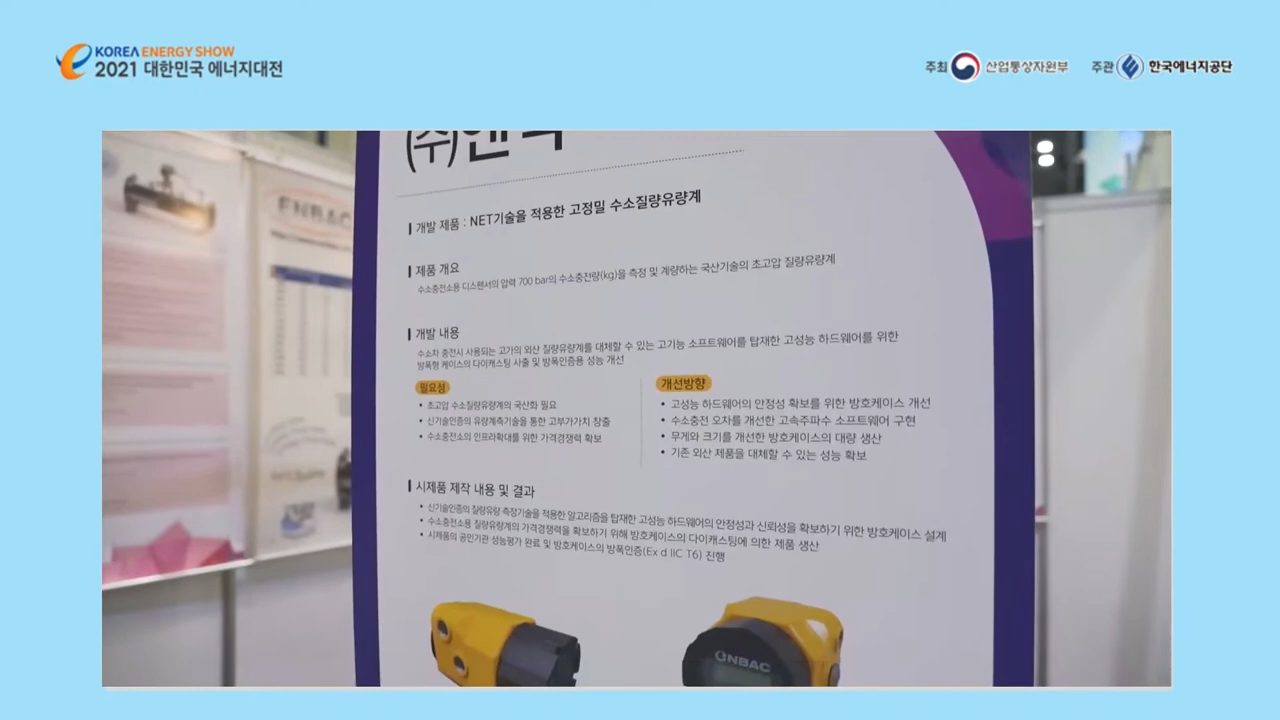 KOREA ENERGY SHOW
2021 대한민국 에너지대전
주최 산업통상자원부 주관 한국에너지공단
ENBAC
개발 제품 : NET기술을 적용한 고정밀 수소질량유량계
제품 개요
수소충전소용 디스펜서의 압력 700 bar의 수소충전량(kg)을 측정 및 계량하는 국산기술의 초고압 질량유량계
개발 내용
수소차 충전시 사용되는 고가의 외산 질량유량계를 대체할 수 있는 고기능 소프트웨어를 탑재한 고성능 하드웨어를 위한
방폭형 케이스의 다이캐스팅 사출 및 방폭인증용 성능 개선
필요성
• 초고압 수소질량유량계의 국산화 필요
• 신기술인증의 유량계측기술을 통한 고부가가치 창출
• 수소충전소의 인프라확대를 위한 가격경쟁력 확보
개선방향
• 고성능 하드웨어의 안정성 확보를 위한 방호케이스 개선
• 수소충전 오차를 개선한 고속주파수 소프트웨어 구현
• 무게와 크기를 개선한 방호케이스의 대량 생산
• 기존 외산 제품을 대체할 수 있는 성능 확보
시제품 제작 내용 및 결과
• 신기술인증의 질량유량 측정기술을 적용한 알고리즘을 탑재한 고성능 하드웨어의 안정성과 신뢰성을 확보하기 위한 방호케이스 설계
• 수소충전소용 질량유량계의 가격경쟁력을 확보하기 위해 방호케이스의 다이캐스팅에 의한 제품 생산
• 시제품의 공인기관 성능평가 완료 및 방호케이스의 방폭인증(Ex d IIC T6) 진행